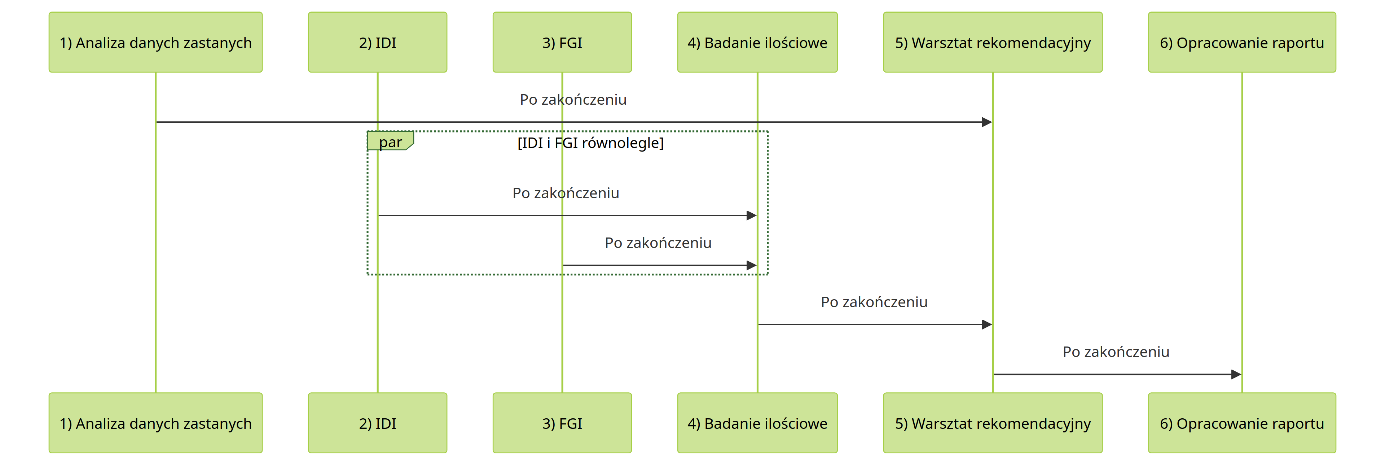 1) Analiza danych zastanych
2) IDI
3) FGI
4) Badanie ilościowe
5) Warsztat rekomendacyjny
6) Opracowanie raportu
Po zakończeniu
par
[IDI i FGI równolegle]
Po zakończeniu
Po zakończeniu
Po zakończeniu
Po zakończeniu
1) Analiza danych zastanych
2) IDI
3) FGI
4) Badanie ilościowe
5) Warsztat rekomendacyjny
6) Opracowanie raportu